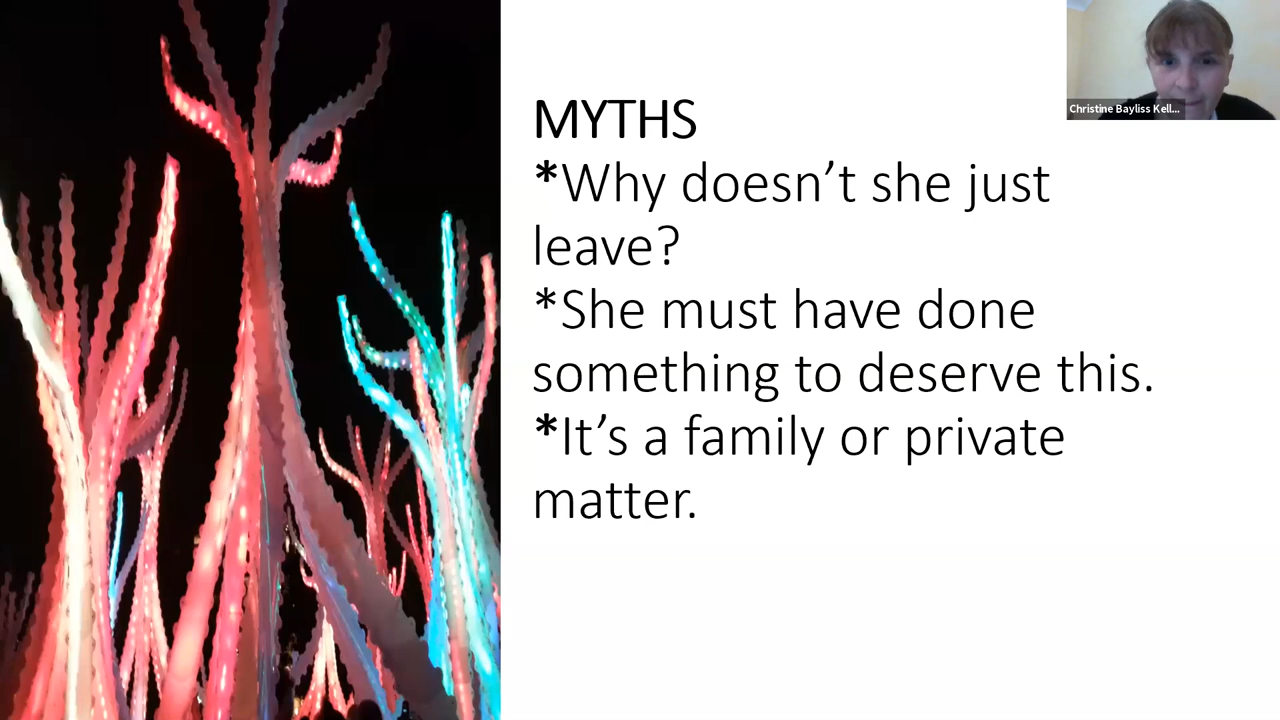 MYTHS
*Why doesn’t she just
leave?
*She must have done
something to deserve this.
*It’s a family or private
matter.
Christine Bayliss Kell...